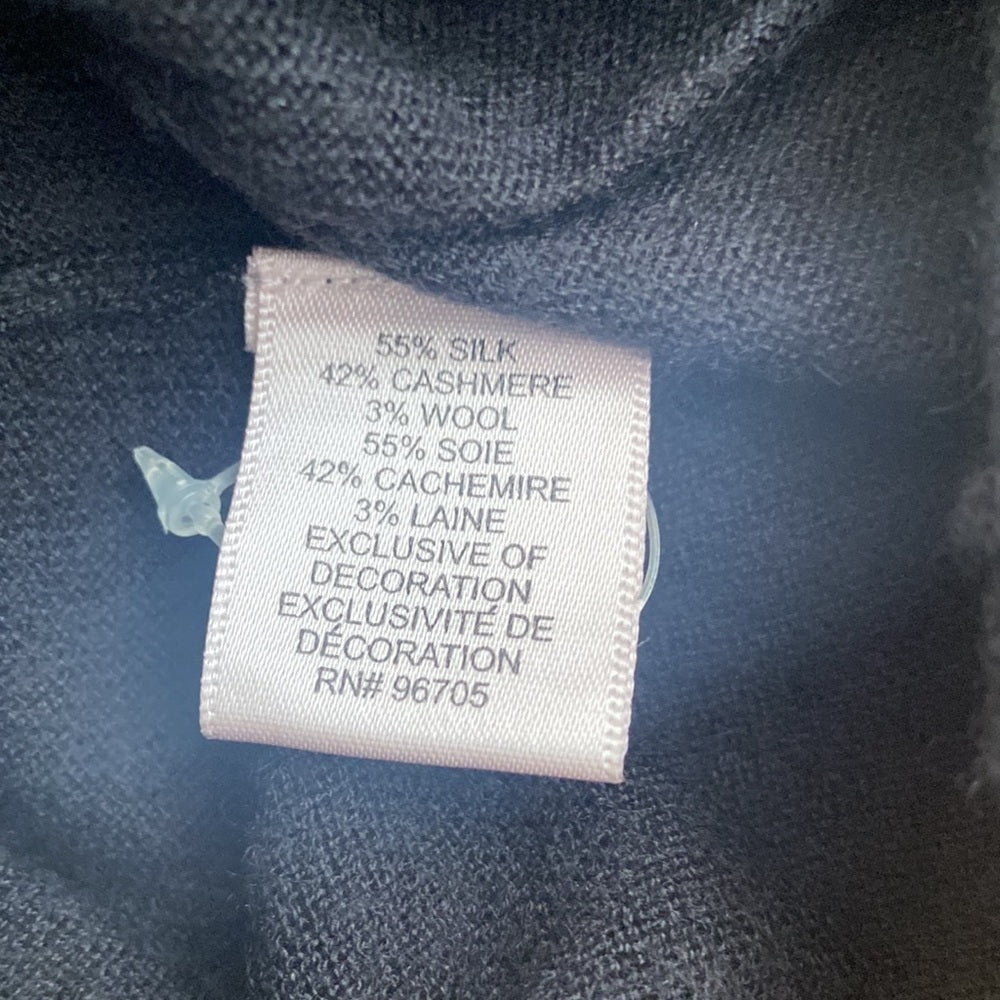 55% SILK
42% CASHMERE
3% WOOL
55% SOIE
42% CACHEMIRE
3% LAINE
EXCLUSIVE OF
DECORATION
EXCLUSIVITÉ DE
DÉCORATION
RN# 96705